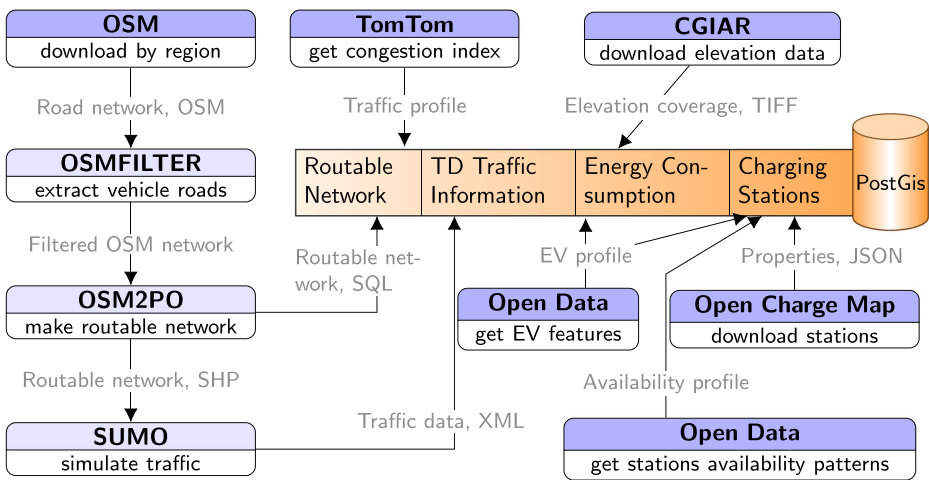 OSM
download by region
TomTom
get congestion index
CGIAR
download elevation data
Road network, OSM
Traffic profile
Elevation coverage, TIFF
OSMFILTER
extract vehicle roads
Routable
Network
TD Traffic
Information
Energy Con-
sumption
Charging
Stations
PostGis
Filtered OSM network
Routable net-
work, SQL
EV profile
Properties, JSON
OSM2PO
make routable network
Open Data
get EV features
Open Charge Map
download stations
Routable network, SHP
Availability profile
Traffic data, XML
SUMO
simulate traffic
Open Data
get stations availability patterns